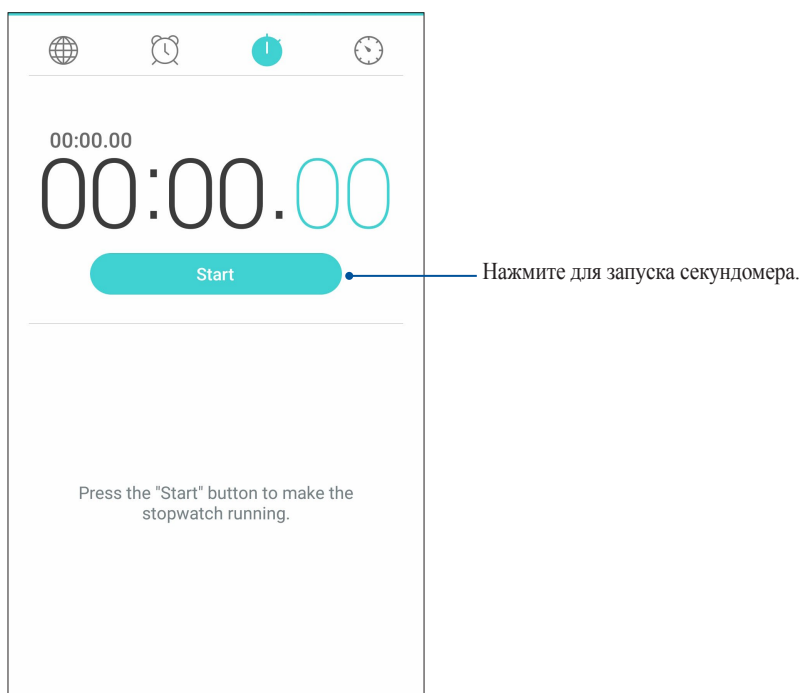 00:00.00
00:00.00
Start
Нажмите для запуска секундомера.
Press the "Start" button to make the
stopwatch running.